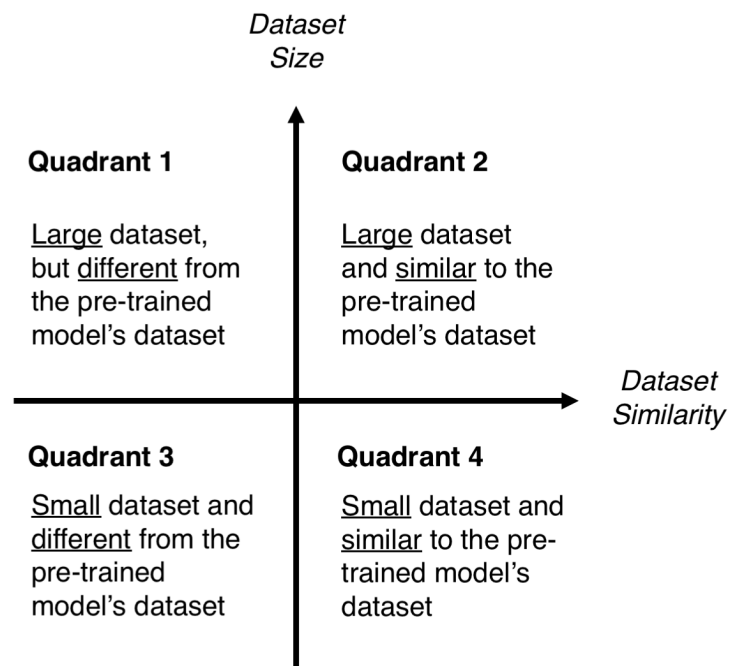 Dataset
Size
Quadrant 1
Large dataset,
but different from
the pre-trained
model’s dataset
Quadrant 2
Large dataset
and similar to the
pre-trained
model’s dataset
Dataset
Similarity
Quadrant 3
Small dataset and
different from the
pre-trained
model’s dataset
Quadrant 4
Small dataset and
similar to the pre-
trained model’s
dataset